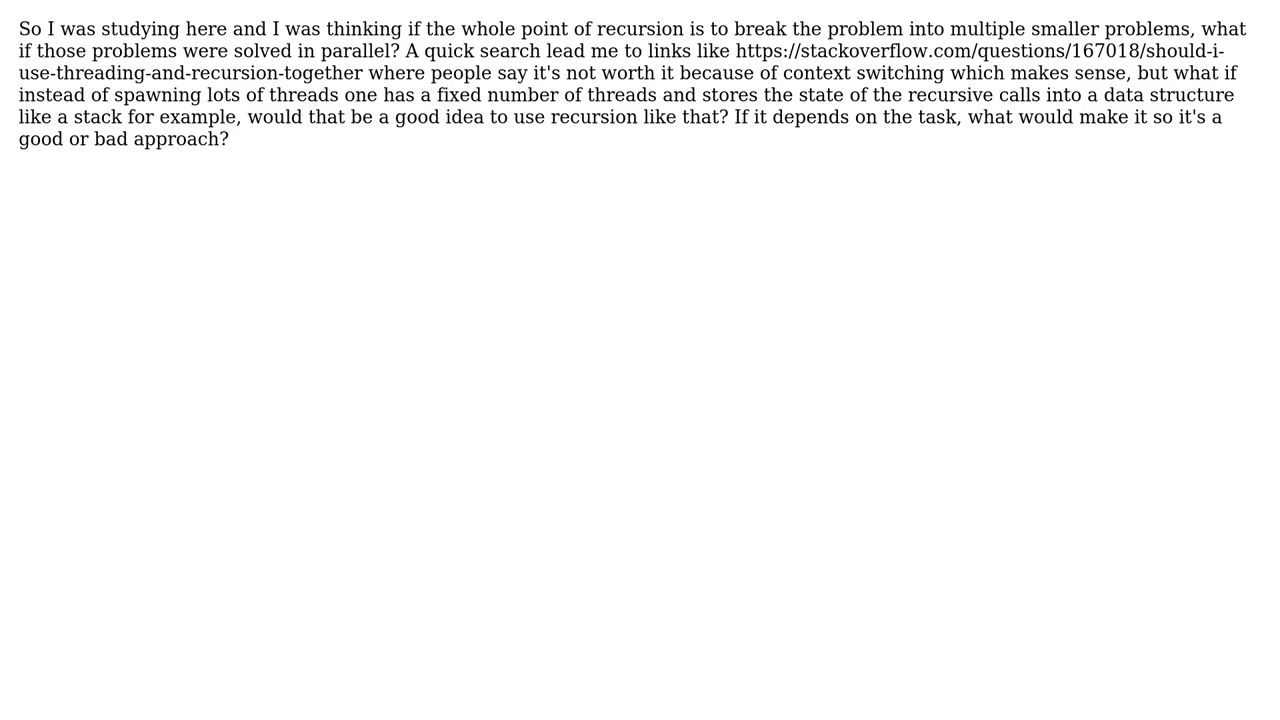 So I was studying here and I was thinking if the whole point of recursion is to break the problem into multiple smaller problems, what
if those problems were solved in parallel? A quick search lead me to links like https://stackoverflow.com/questions/167018/should-i-
use-threading-and-recursion-together where people say it's not worth it because of context switching which makes sense, but what if
instead of spawning lots of threads one has a fixed number of threads and stores the state of the recursive calls into a data structure
like a stack for example, would that be a good idea to use recursion like that? If it depends on the task, what would make it so it's a
good or bad approach?